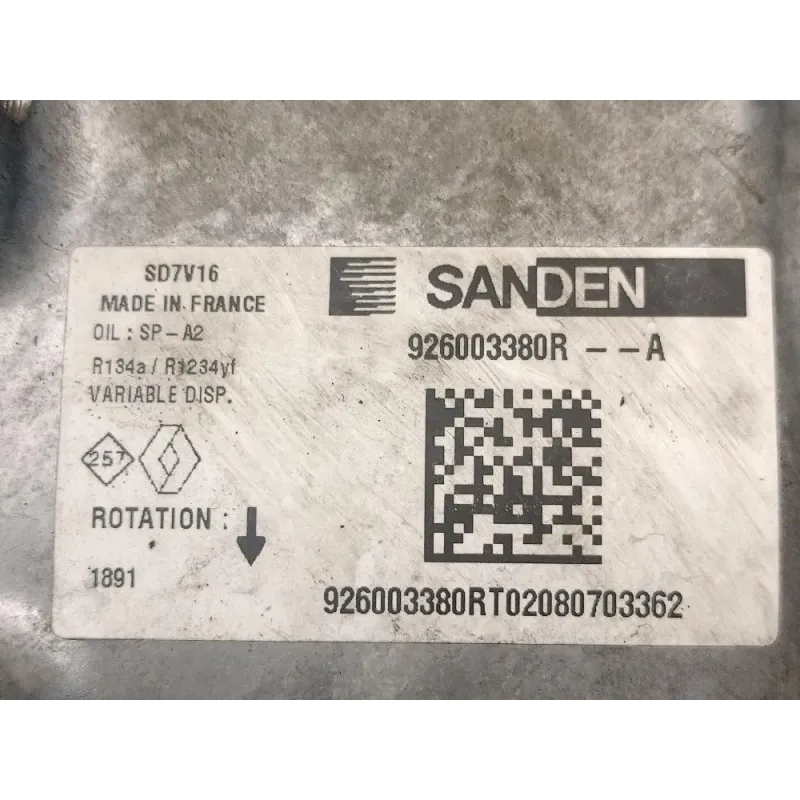 SD7V16
MADE IN FRANCE
OIL : SP-A2
R134a / R1234yf
VARIABLE DISP.
257
ROTATION :
1891
SANDEN
926003380R - - A
926003380RT02080703362